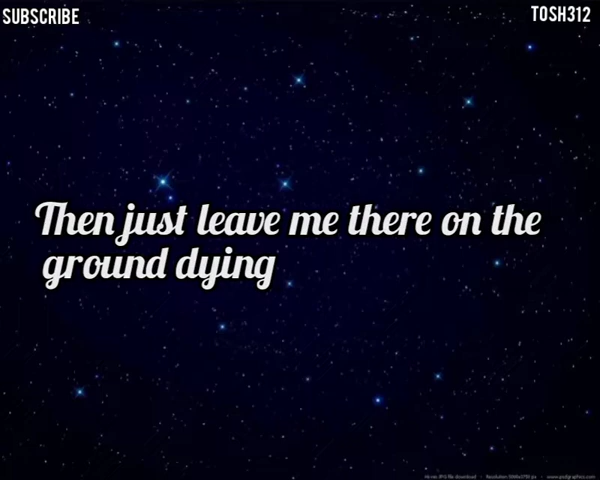 SUBSCRIBE
TOSH312
Then just leave me there on the
ground dying